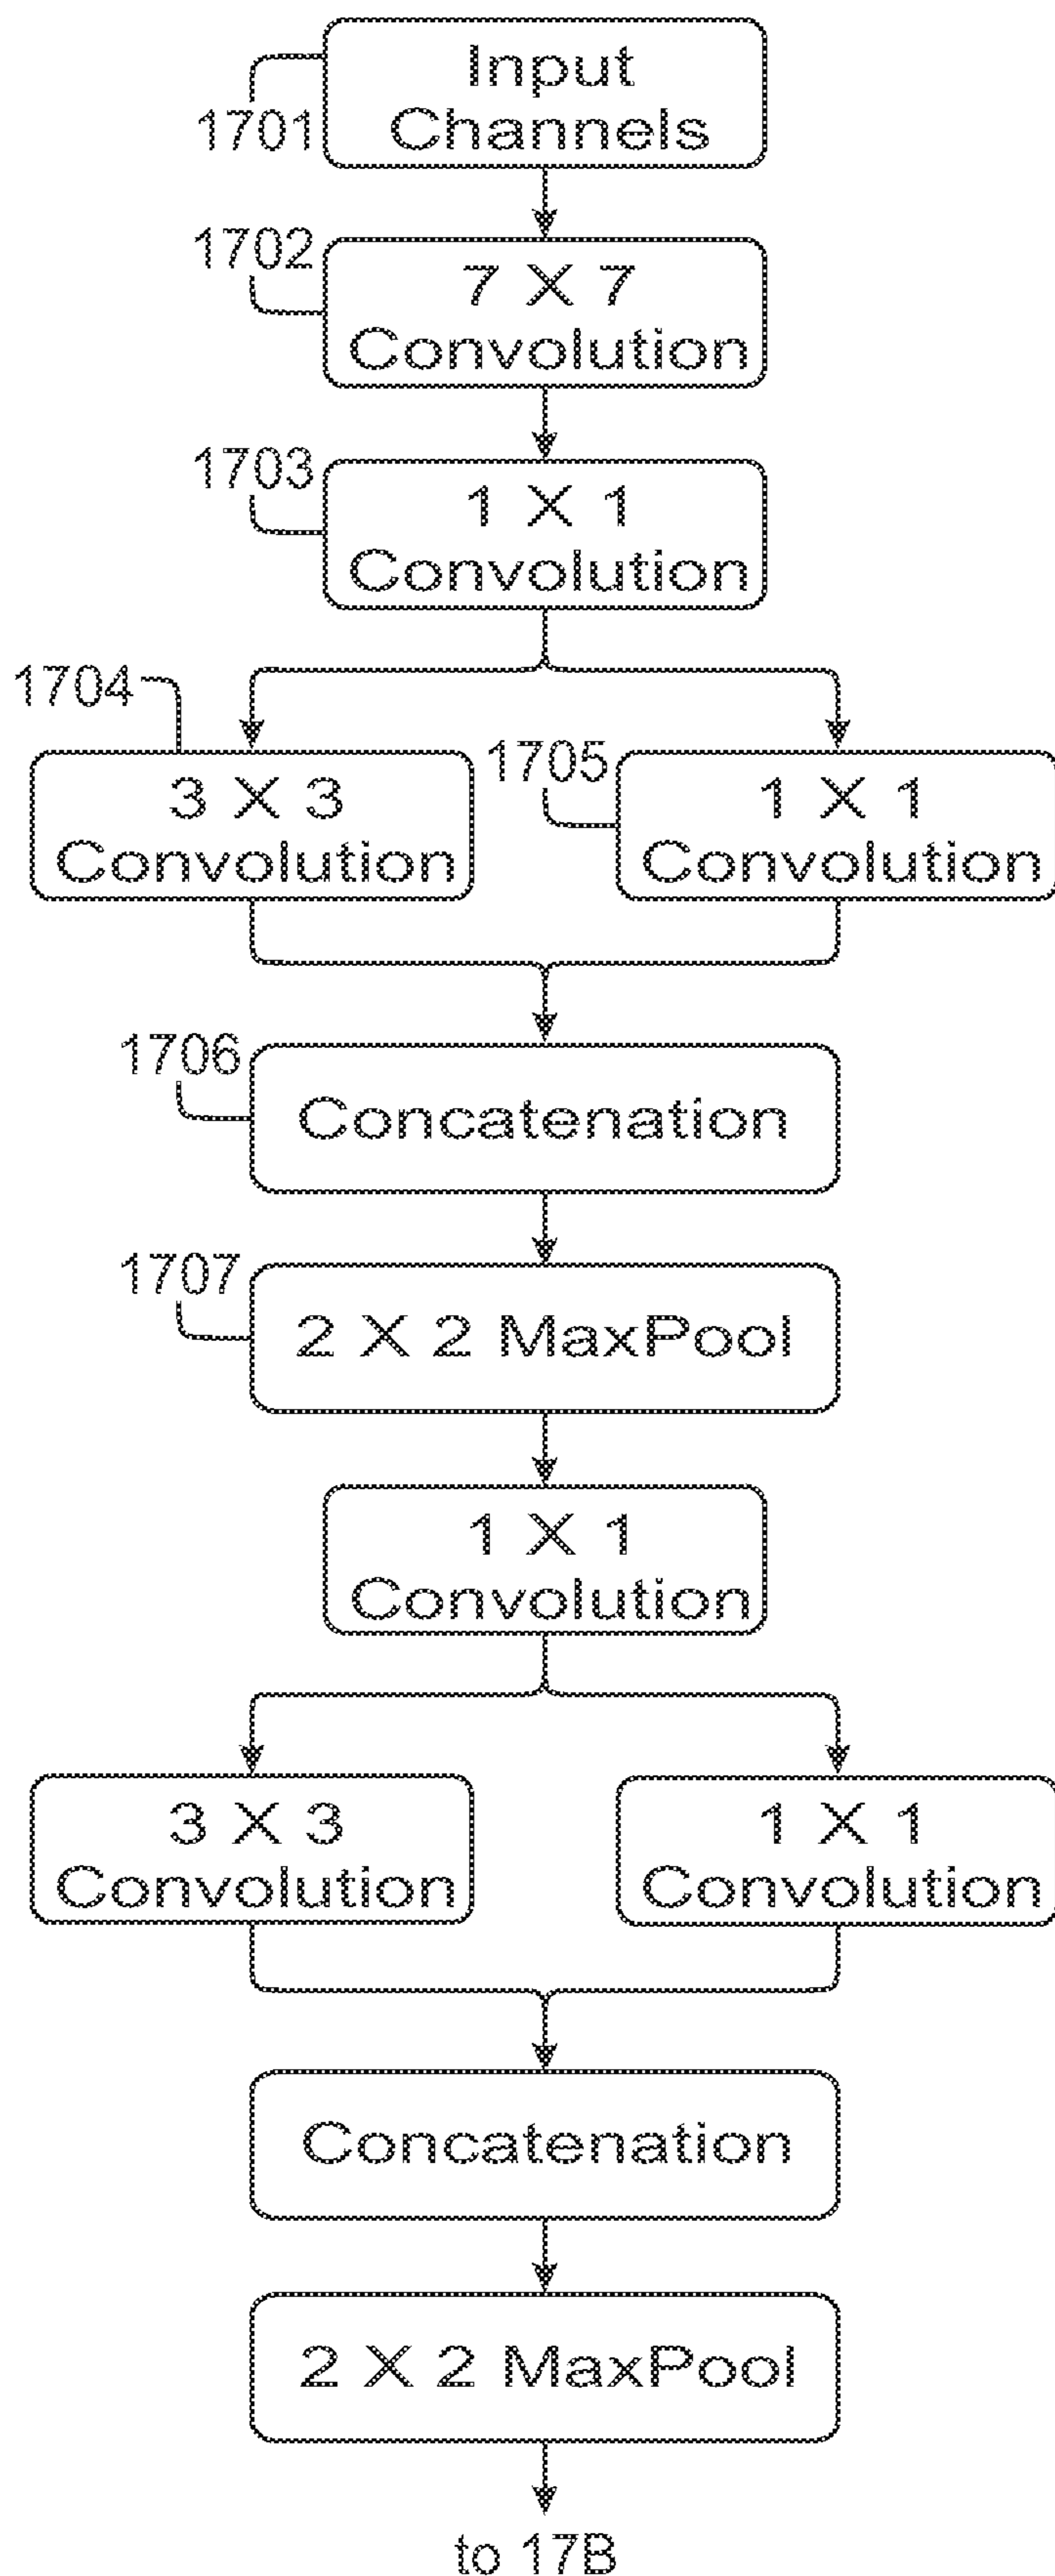 Input
Channels
1701
1702
7 X 7
Convolution
1703
1 X 1
Convolution
1704
3 X 3
Convolution
1705
1 X 1
Convolution
1706
Concatenation
1707
2 X 2 MaxPool
1 X 1
Convolution
3 X 3
Convolution
1 X 1
Convolution
Concatenation
2 X 2 MaxPool
to 17B